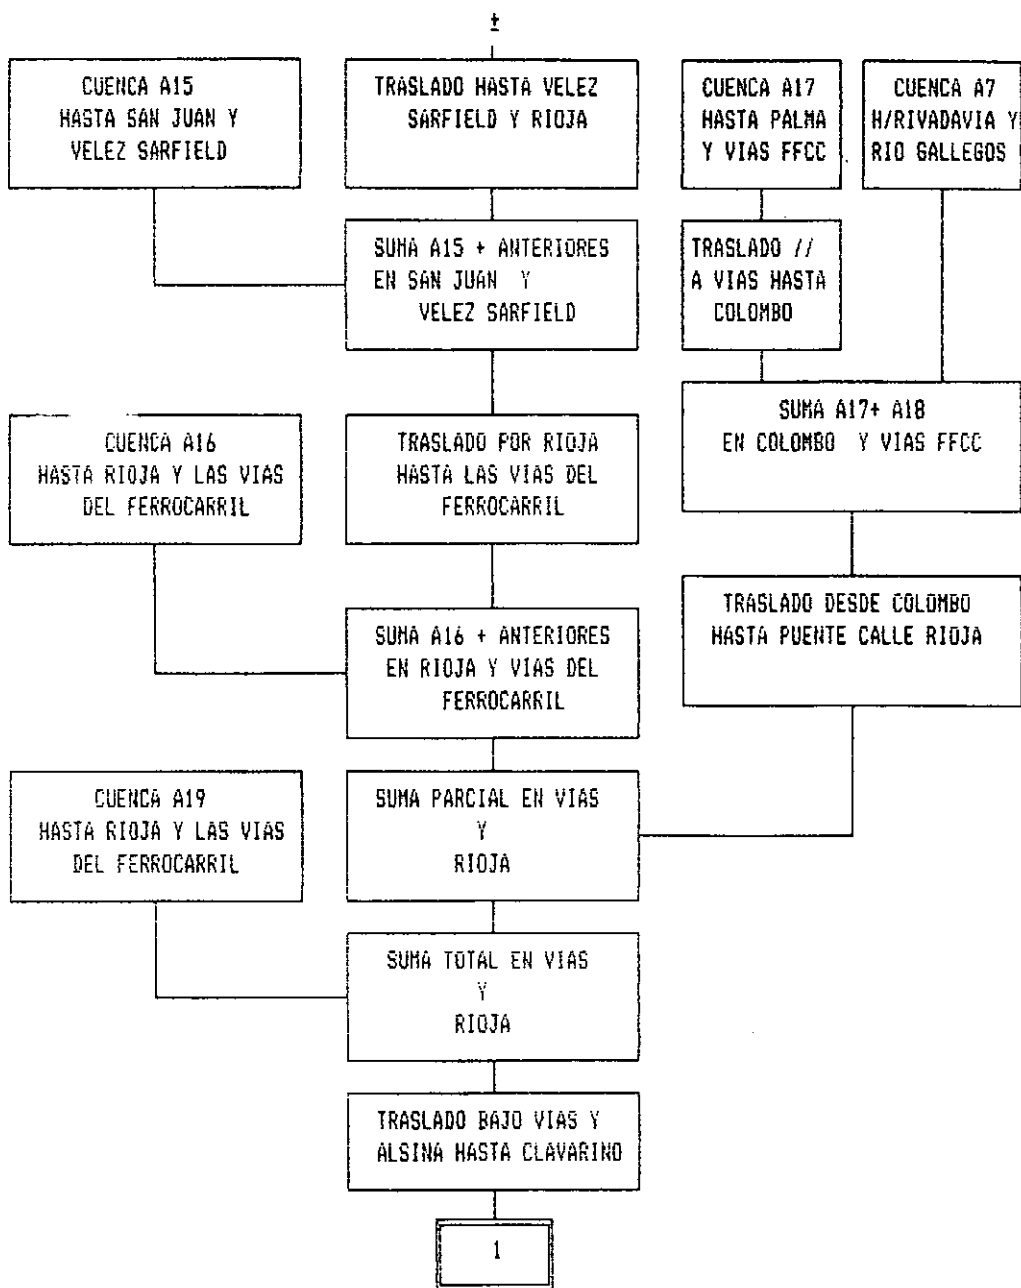 ±
CUENCA A15
HASTA SAN JUAN Y
VELEZ SARFIELD
TRASLADO HASTA VELEZ
SARFIELD Y RIOJA
CUENCA A17
HASTA PALMA
Y VIAS FFCC
CUENCA A7
H/RIVADAVIA Y
RIO GALLEGOS
SUMA A15 + ANTERIORES
EN SAN JUAN Y
VELEZ SARFIELD
TRASLADO //
A VIAS HASTA
COLOMBO
CUENCA A16
HASTA RIOJA Y LAS VIAS
DEL FERROCARRIL
TRASLADO POR RIOJA
HASTA LAS VIAS DEL
FERROCARRIL
SUMA A17+ A18
EN COLOMBO Y VIAS FFCC
SUMA A16 + ANTERIORES
EN RIOJA Y VIAS DEL
FERROCARRIL
TRASLADO DESDE COLOMBO
HASTA PUENTE CALLE RIOJA
CUENCA A19
HASTA RIOJA Y LAS VIAS
DEL FERROCARRIL
SUMA PARCIAL EN VIAS
Y
RIOJA
SUMA TOTAL EN VIAS
Y
RIOJA
TRASLADO BAJO VIAS Y
ALSINA HASTA CLAVARINO
1